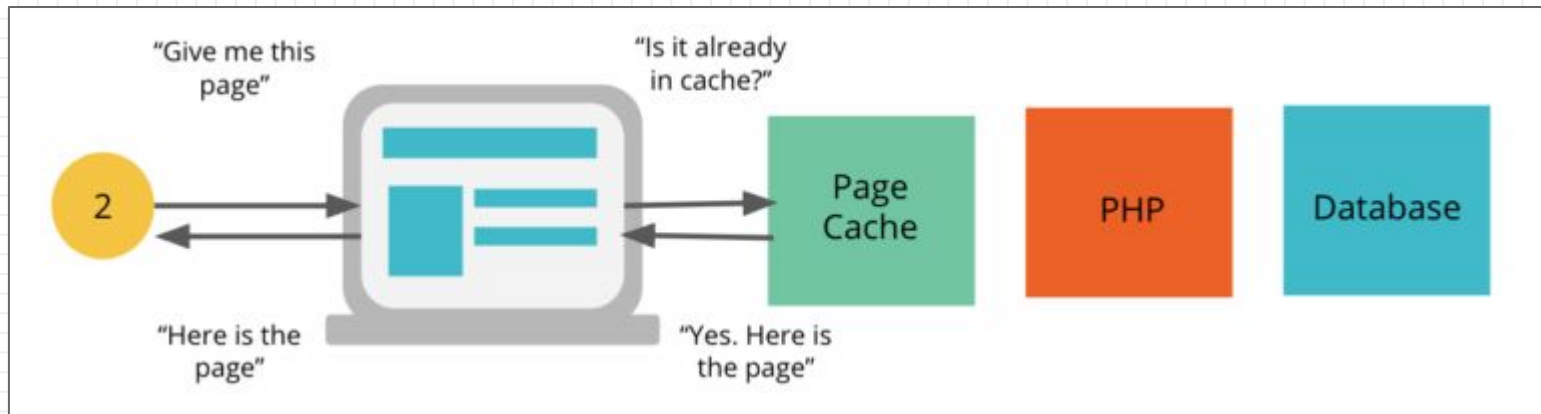 “Give me this
page”
“Is it already
in cache?”
2
Page
Cache
PHP
Database
“Here is the
page”
“Yes. Here is
the page”